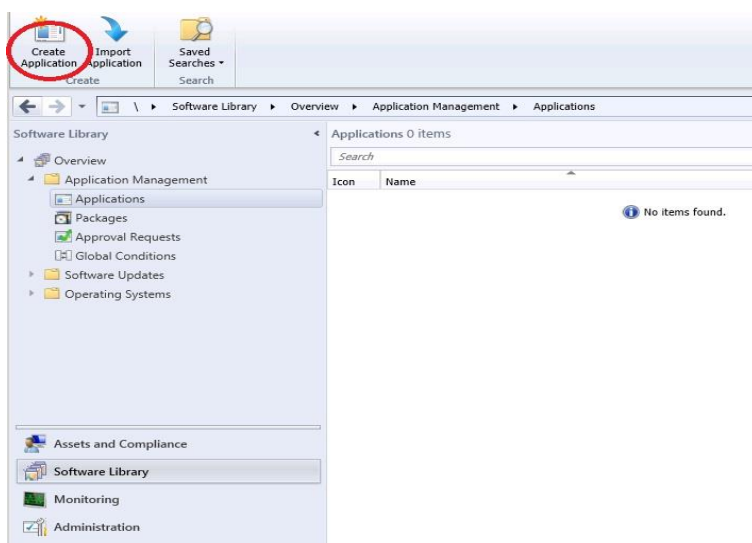 Create Application
Import Application
Saved Searches
Create
Search
\ Software Library Overview Application Management Applications
Software Library
Applications 0 items
Overview
Search
Application Management
Icon Name
Applications
No items found.
Packages
Approval Requests
Global Conditions
Software Updates
Operating Systems
Assets and Compliance
Software Library
Monitoring
Administration